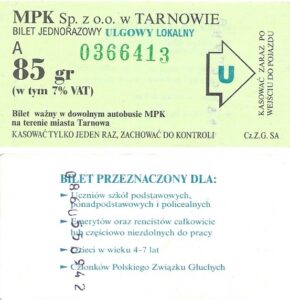 MPK Sp. z o.o. w TARNOWIE
BILET JEDNORAZOWY ULGOWY LOKALNY
A 0366413
85 gr
(w tym 7% VAT)
U
KASOWAĆ ZARAZ PO
WEJŚCIU DO POJAZDU
Bilet ważny w dowolnym autobusie MPK
na terenie miasta Tarnowa
KASOWAĆ TYLKO JEDEN RAZ, ZACHOWAĆ DO KONTROLI Cz.Z.G. SA
BILET PRZEZNACZONY DLA:
Uczniów szkół podstawowych,
ponadpodstawowych i policealnych
Emerytów oraz rencistów całkowicie
lub częściowo niezdolnych do pracy
Dzieci w wieku 4-7 lat
Członków Polskiego Związku Głuchych